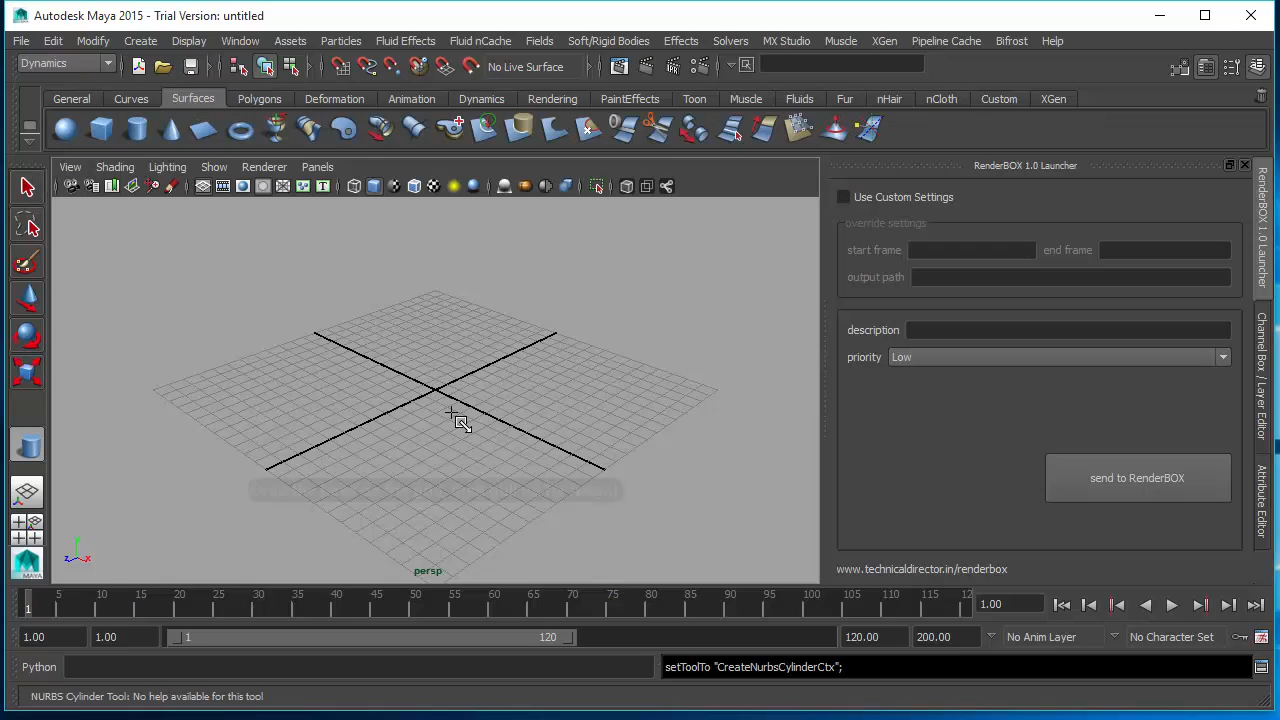 Autodesk Maya 2015 - Trial Version: untitled
File Edit Modify Create Display Window Assets Particles Fluid Effects Fluid nCache Fields Soft/Rigid Bodies Effects Solvers MX Studio Muscle XGen Pipeline Cache Bifrost Help
Dynamics No Live Surface
General Curves Surfaces Polygons Deformation Animation Dynamics Rendering PaintEffects Toon Muscle Fluids Fur nHair nCloth Custom XGen
View Shading Lighting Show Renderer Panels
RenderBOX 1.0 Launcher
Use Custom Settings
override settings
start frame end frame
output path
description
priority Low
send to RenderBOX
www.technicaldirector.in/renderbox
RenderBOX 1.0 Launcher
Channel Box / Layer Editor
Attribute Editor
y
z x
persp
MAYA
1 5 10 15 20 25 30 35 40 45 50 55 60 65 70 75 80 85 90 95 100 105 110 115 12
1.00
1.00 1.00 1 120 120.00 200.00 No Anim Layer No Character Set
Python setToolTo "CreateNurbsCylinderCtx";
NURBS Cylinder Tool: No help available for this tool